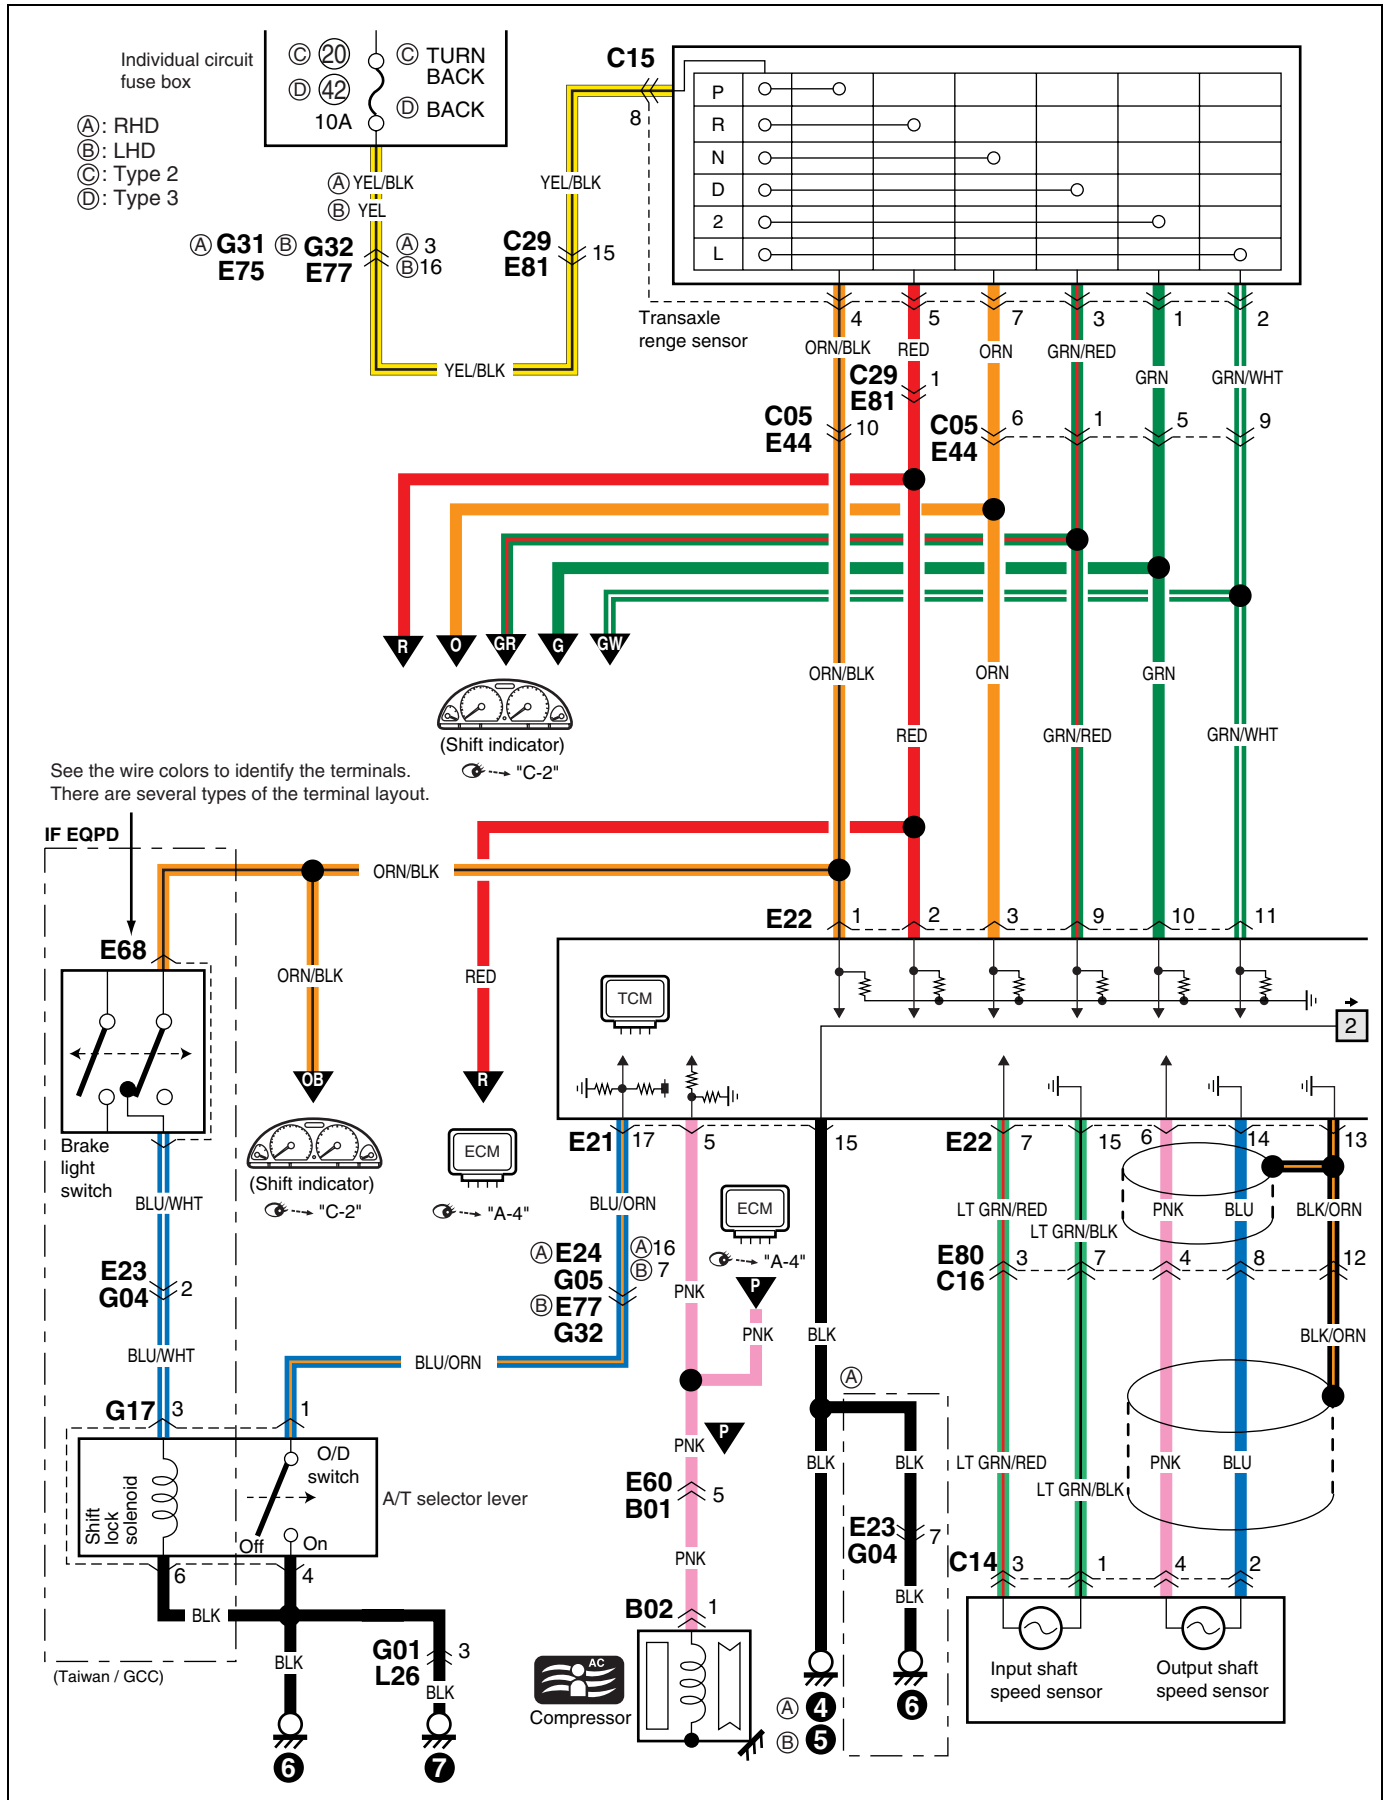 Individual circuit
fuse box
Ⓒ 20
Ⓓ 42
10A
Ⓒ TURN
BACK
Ⓓ BACK
Ⓐ: RHD
Ⓑ: LHD
Ⓒ: Type 2
Ⓓ: Type 3
Ⓐ YEL/BLK
Ⓑ YEL
YEL/BLK
Ⓐ G31 Ⓑ G32
E75 E77
Ⓐ 3
Ⓑ 16
C29
E81
15
YEL/BLK
C15
8
P
R
N
D
2
L
Transaxle
renge sensor
4 5 7 3 1 2
ORN/BLK RED ORN GRN/RED
GRN GRN/WHT
C29
E81
1
C05
E44
10
C05
E44
6 1 5 9
R O GR G GW
(Shift indicator)
"C-2"
ORN/BLK ORN GRN
RED GRN/RED GRN/WHT
See the wire colors to identify the terminals.
There are several types of the terminal layout.
IF EQPD
ORN/BLK
E68
ORN/BLK
RED
E22
1 2 3 9 10 11
TCM
2
OB
R
Brake
light
switch
(Shift indicator)
"C-2"
ECM
"A-4"
E21
17 5 15
E22
7 15 6 14 13
BLU/WHT
BLU/ORN
ECM
"A-4"
P
LT GRN/RED
LT GRN/BLK
PNK BLU BLK/ORN
E23
G04
2
Ⓐ E24
G05
Ⓑ E77
G32
Ⓐ 16
Ⓑ 7
PNK
PNK
BLK
E80
C16
3 7 4 8 12
BLK/ORN
BLU/WHT
BLU/ORN
Ⓐ
G17
3 1
PNK
P
BLK
BLK
LT GRN/RED
LT GRN/BLK
PNK BLU
Shift
lock
solenoid
O/D
switch
Off On
A/T selector lever
E60
B01
5
E23
G04
7
C14
3 1 4 2
6 4
PNK
BLK
BLK
BLK
G01
L26
3
BLK
(Taiwan / GCC)
B02
1
AC
Compressor
Input shaft
speed sensor
Output shaft
speed sensor
Ⓐ 4
Ⓑ 5
6
6
7